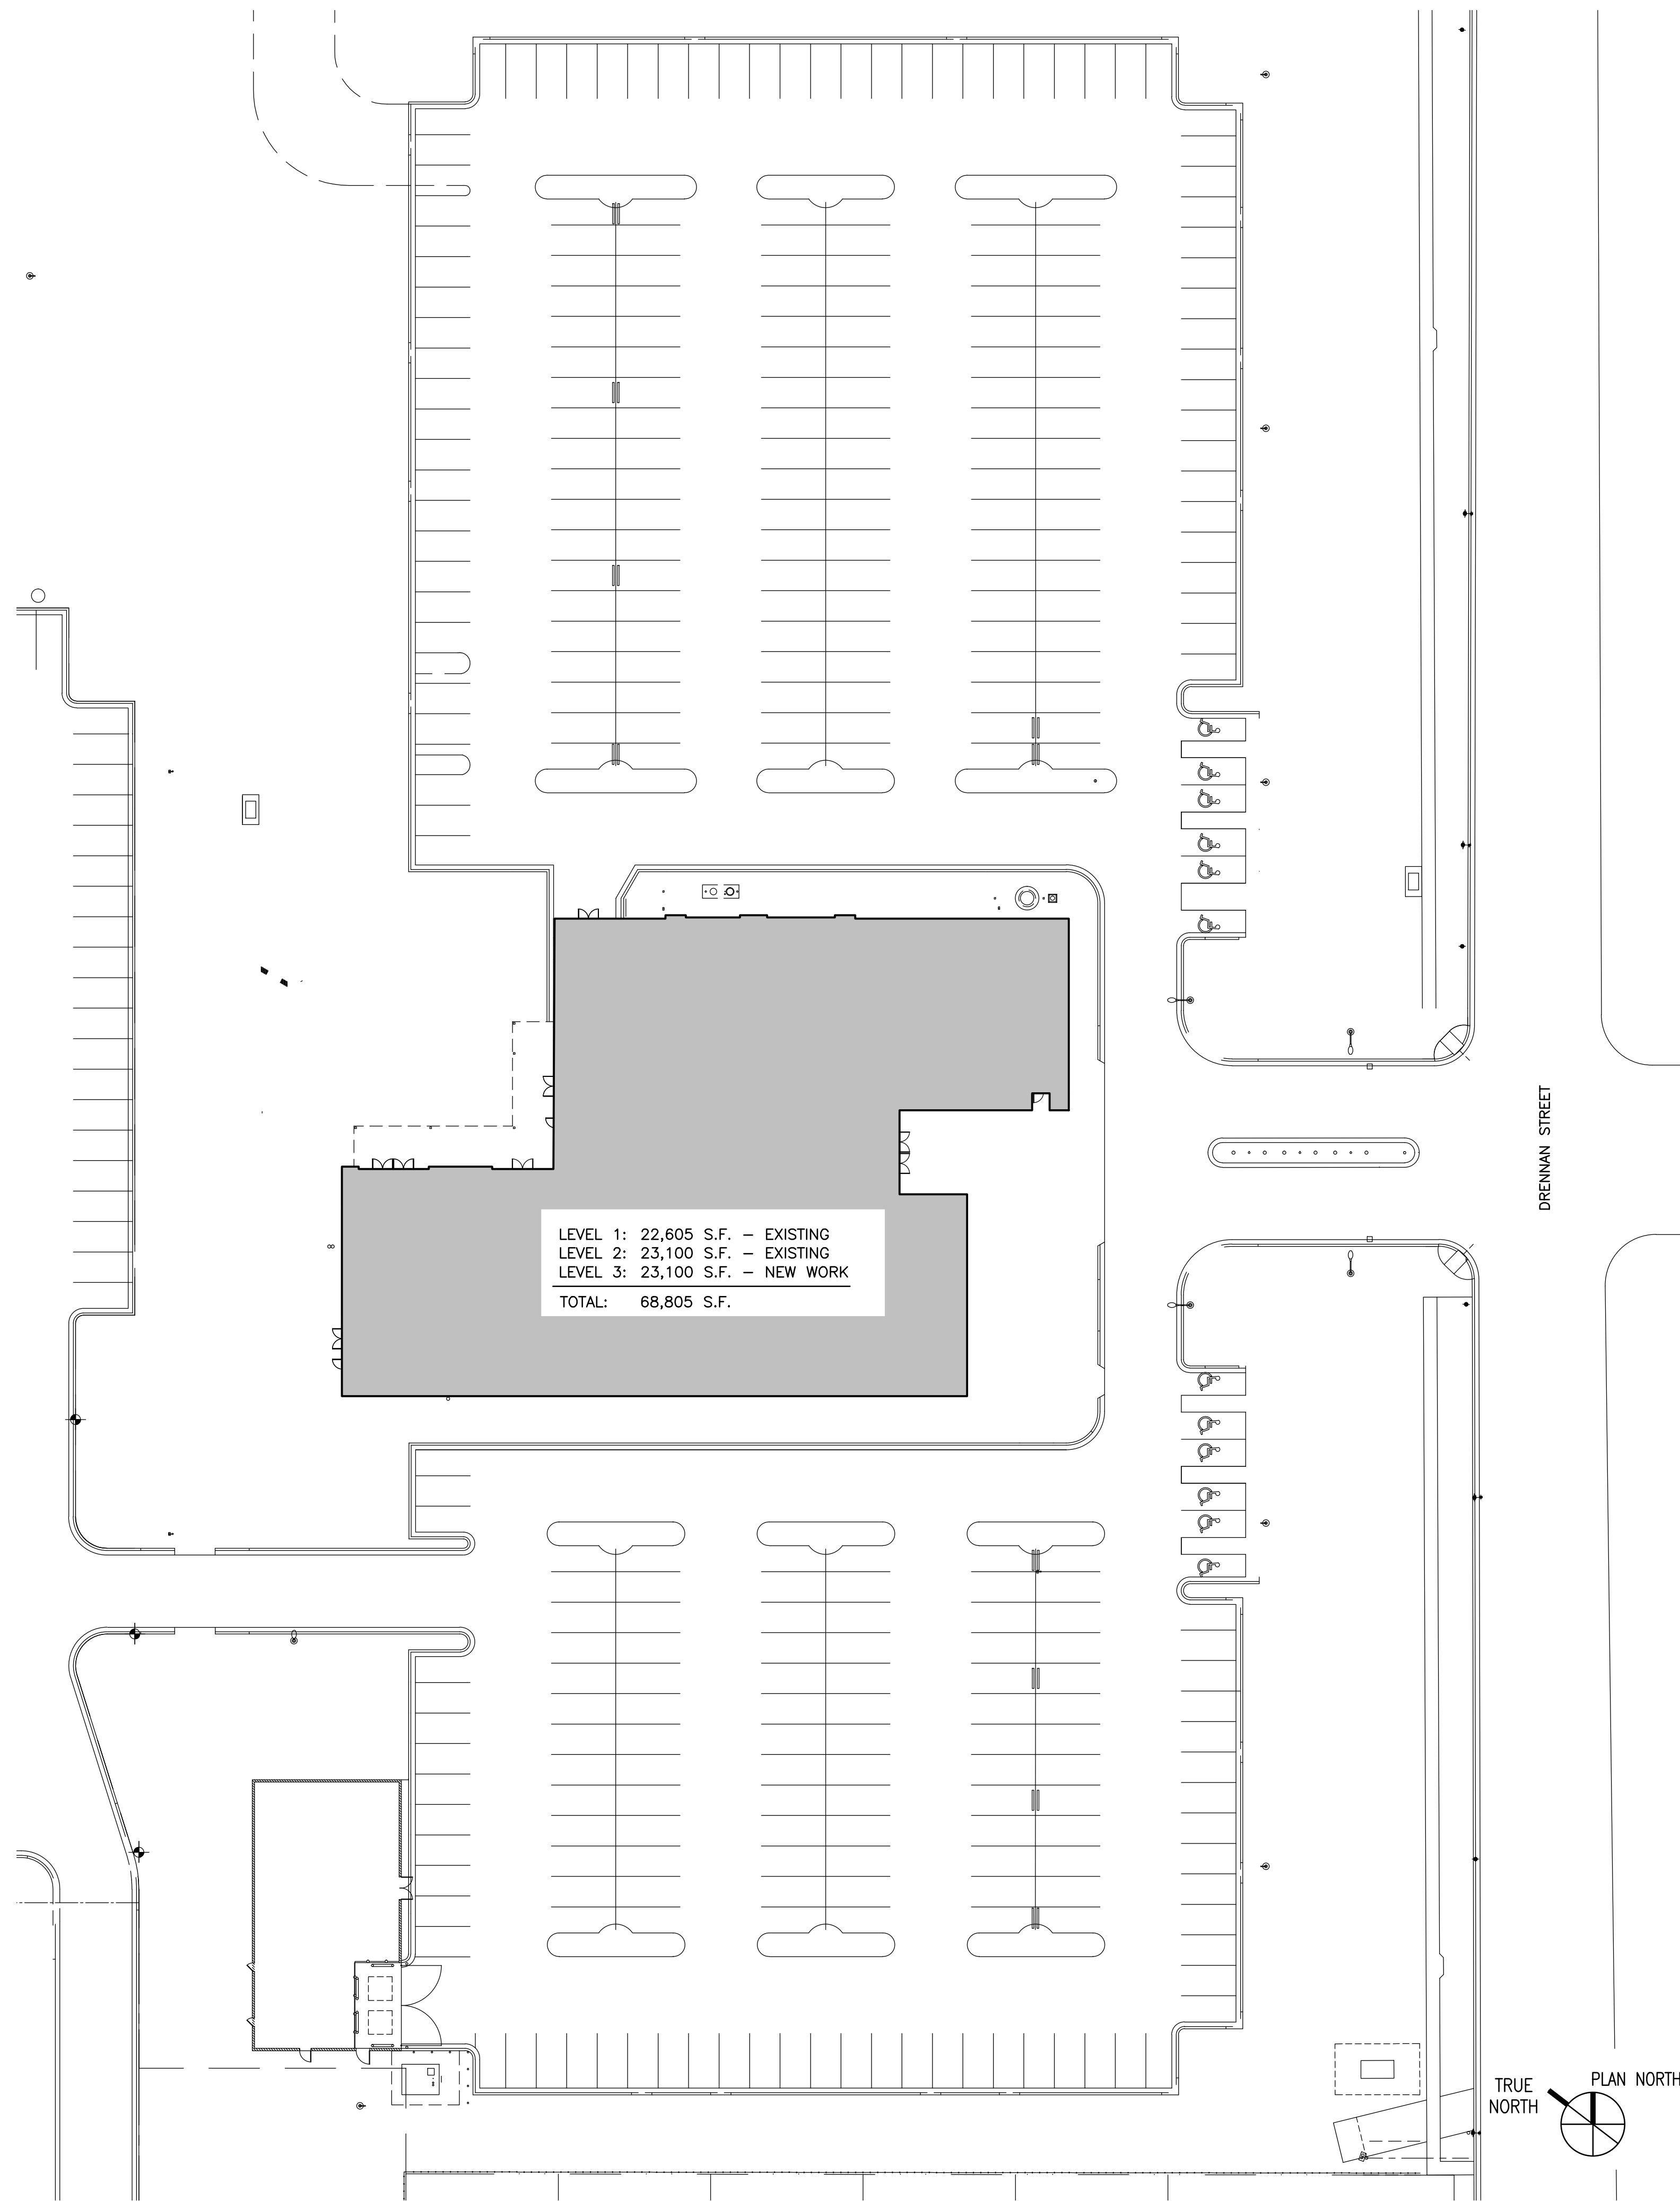 DRENNAN STREET
LEVEL 1: 22,605 S.F. – EXISTING
LEVEL 2: 23,100 S.F. – EXISTING
LEVEL 3: 23,100 S.F. – NEW WORK
TOTAL: 68,805 S.F.
TRUE NORTH
PLAN NORTH